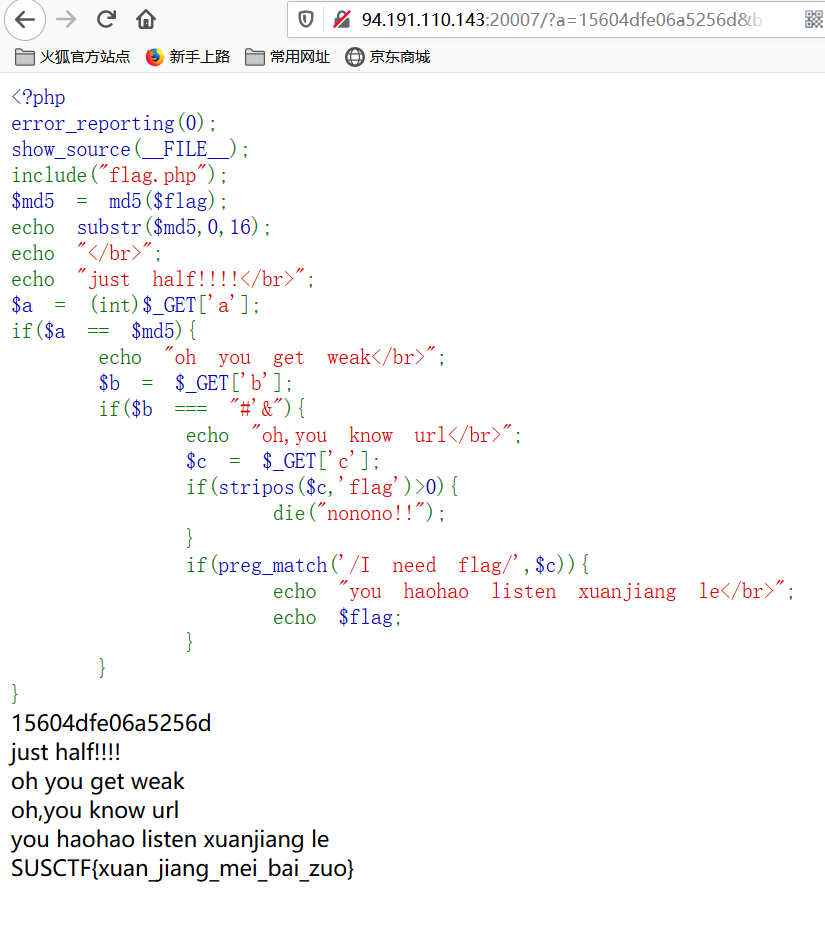 94.191.110.143:20007/?a=15604dfe06a5256d&b
火狐官方站点 新手上路 常用网址 京东商城
<?php
error_reporting(0);
show_source(__FILE__);
include("flag.php");
$md5 = md5($flag);
echo substr($md5,0,16);
echo "</br>";
echo "just half!!!!</br>";
$a = (int)$_GET['a'];
if($a == $md5){
echo "oh you get weak</br>";
$b = $_GET['b'];
if($b === "#'&"){
echo "oh,you know url</br>";
$c = $_GET['c'];
if(stripos($c,'flag')>0){
die("nonono!!");
}
if(preg_match('/I need flag/',$c)){
echo "you haohao listen xuanjiang le</br>";
echo $flag;
}
}
}
15604dfe06a5256d
just half!!!!
oh you get weak
oh,you know url
you haohao listen xuanjiang le
SUSCTF{xuan_jiang_mei_bai_zuo}